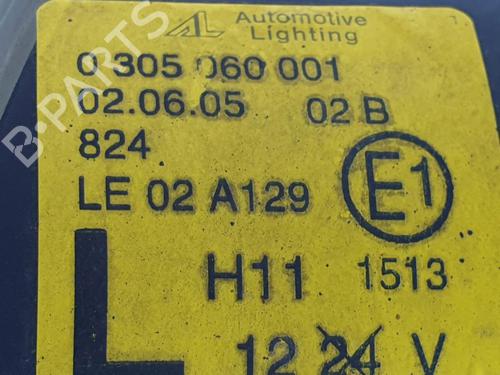 AL Automotive
Lighting
0 305 060 001
02.06.05 02 B
824
LE 02 A129 E1
H11 1513
L 12 24 V
B-PARTS